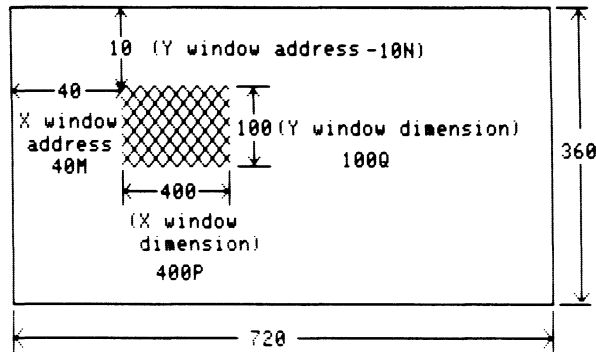 10 (Y window address -10N)
40
X window
address
40M
100 (Y window dimension)
100Q
360
400
(X window
dimension)
400P
720